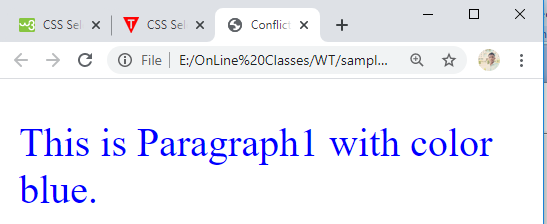 CSS Sel
CSS Sel
Conflict
File
E:/OnLine%20Classes/WT/sampl...
This is Paragraph1 with color
blue.